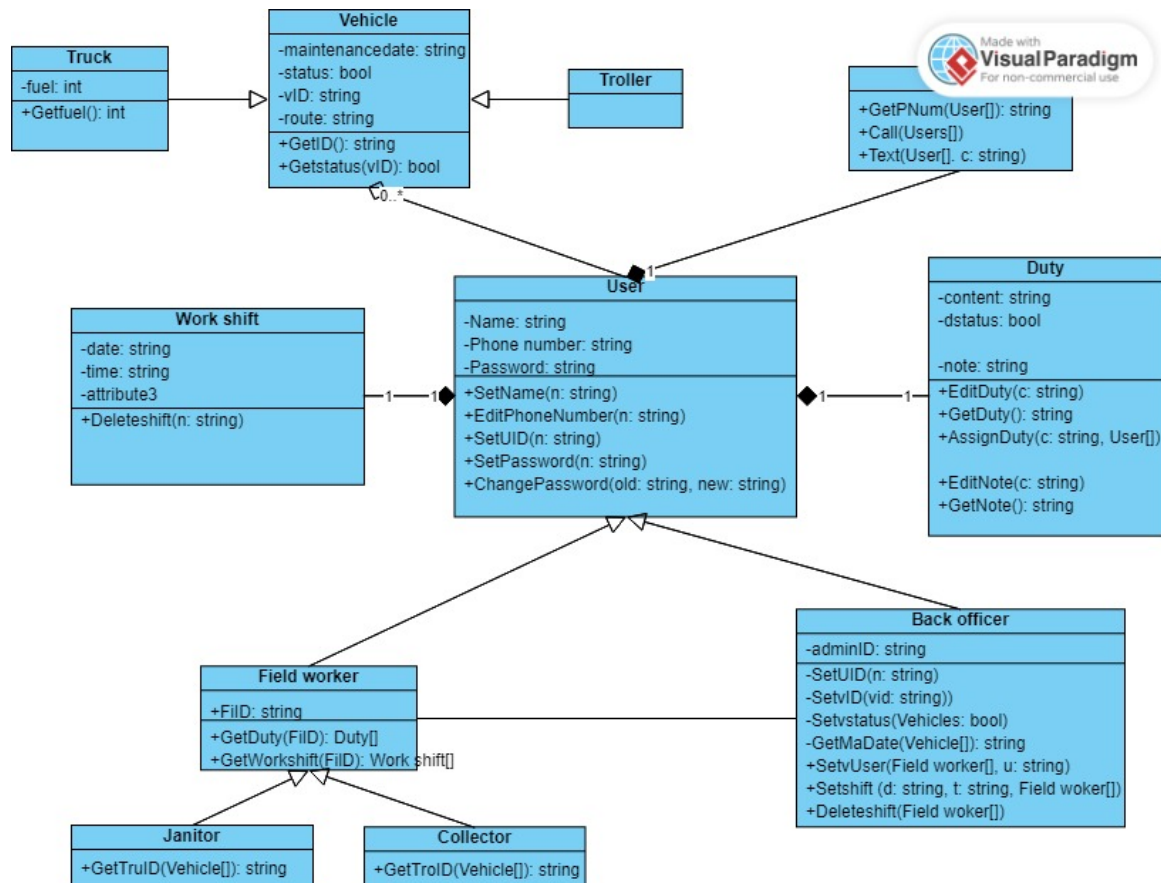 Vehicle
-maintenancedate: string
-status: bool
-vID: string
-route: string
+GetID(): string
+Getstatus(vID): bool
0..*
Truck
-fuel: int
+Getfuel(): int
Troller
Made with
Visual Paradigm
For non-commercial use
+GetPNum(User[]): string
+Call(Users[])
+Text(User[]. c: string)
1
User
-Name: string
-Phone number: string
-Password: string
+SetName(n: string)
+EditPhoneNumber(n: string)
+SetUID(n: string)
+SetPassword(n: string)
+ChangePassword(old: string, new: string)
Work shift
-date: string
-time: string
-attribute3
+Deleteshift(n: string)
1
1
1
1
Duty
-content: string
-dstatus: bool
-note: string
+EditDuty(c: string)
+GetDuty(): string
+AssignDuty(c: string, User[])
+EditNote(c: string)
+GetNote(): string
Back officer
-adminID: string
-SetUID(n: string)
-SetvID(vid: string))
-Setvstatus(Vehicles: bool)
-GetMaDate(Vehicle[]): string
+SetvUser(Field worker[], u: string)
+Setshift (d: string, t: string, Field woker[])
+Deleteshift(Field woker[])
Field worker
+FiID: string
+GetDuty(FiID): Duty[]
+GetWorkshift(FiID): Work shift[]
Janitor
+GetTruID(Vehicle[]): string
Collector
+GetTroID(Vehicle[]): string